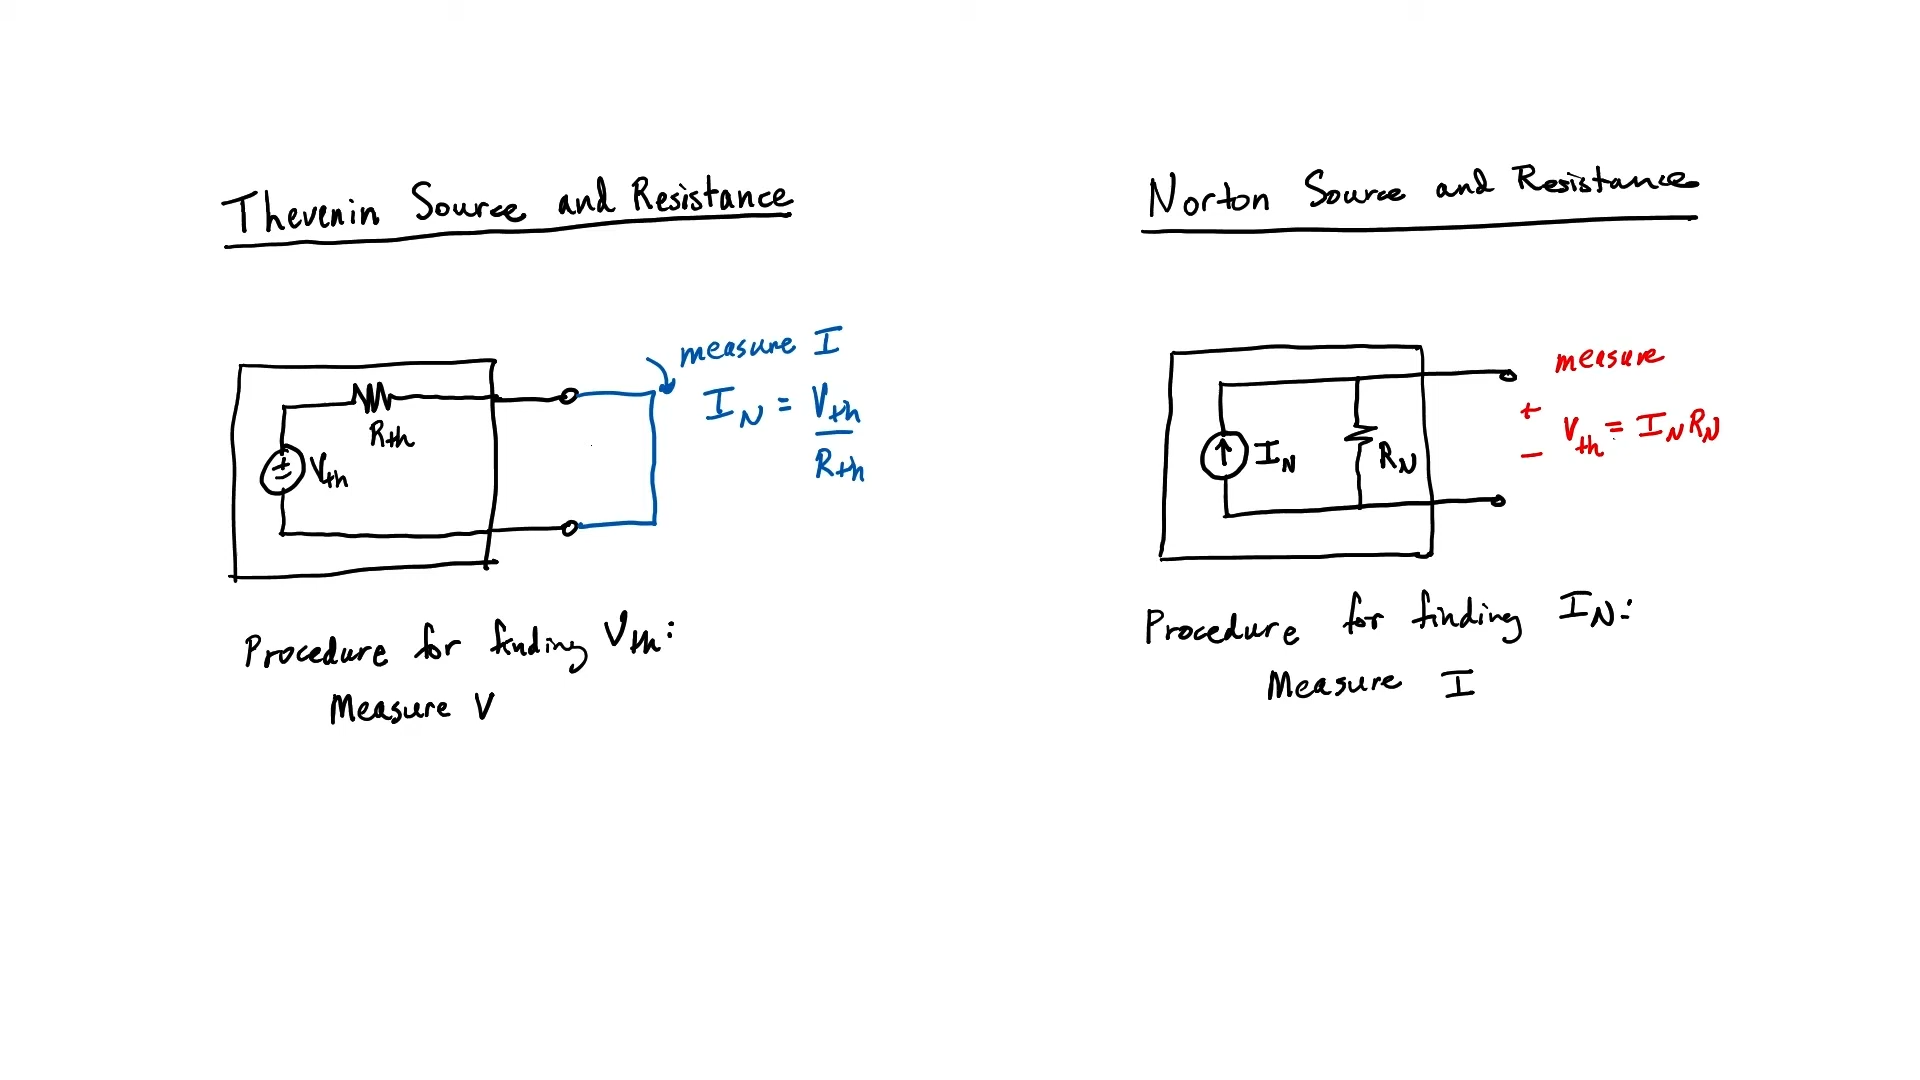 Thevenin Source and Resistance
measure I
I_N = V_th / R_th
R_th
+
−
V_th
Procedure for finding V_th:
Measure V
Norton Source and Resistance
measure
+
V_th = I_N R_N
−
I_N
R_N
Procedure for finding I_N:
Measure I